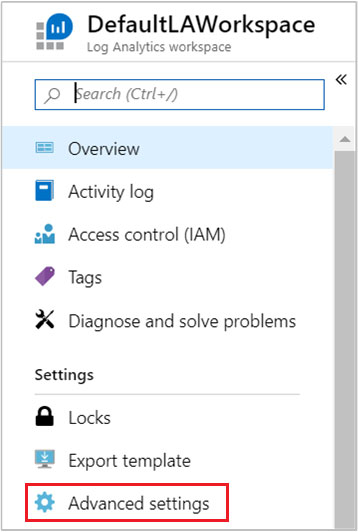 DefaultLAWorkspace
Log Analytics workspace
Search (Ctrl+/)
«
Overview
Activity log
Access control (IAM)
Tags
Diagnose and solve problems
Settings
Locks
Export template
Advanced settings